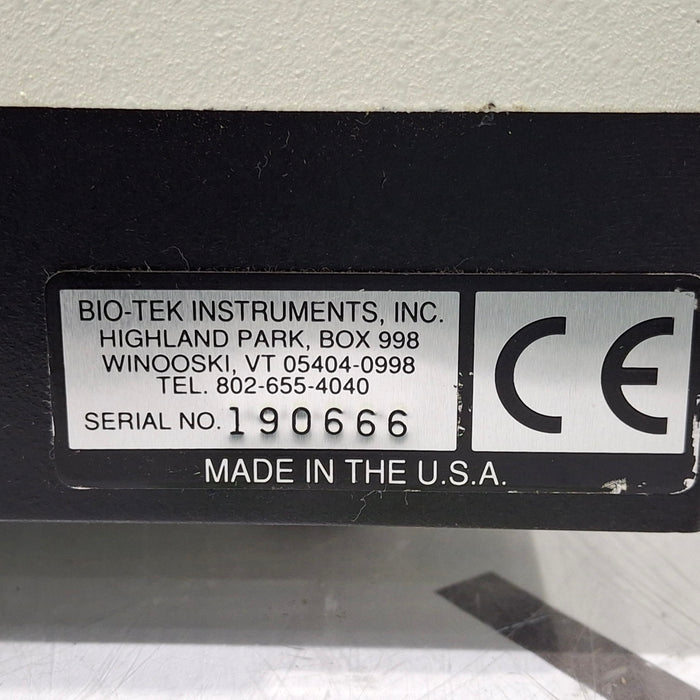 BIO-TEK INSTRUMENTS, INC.
HIGHLAND PARK, BOX 998
WINOOSKI, VT 05404-0998
TEL. 802-655-4040
SERIAL NO. 190666
CE
MADE IN THE U.S.A.